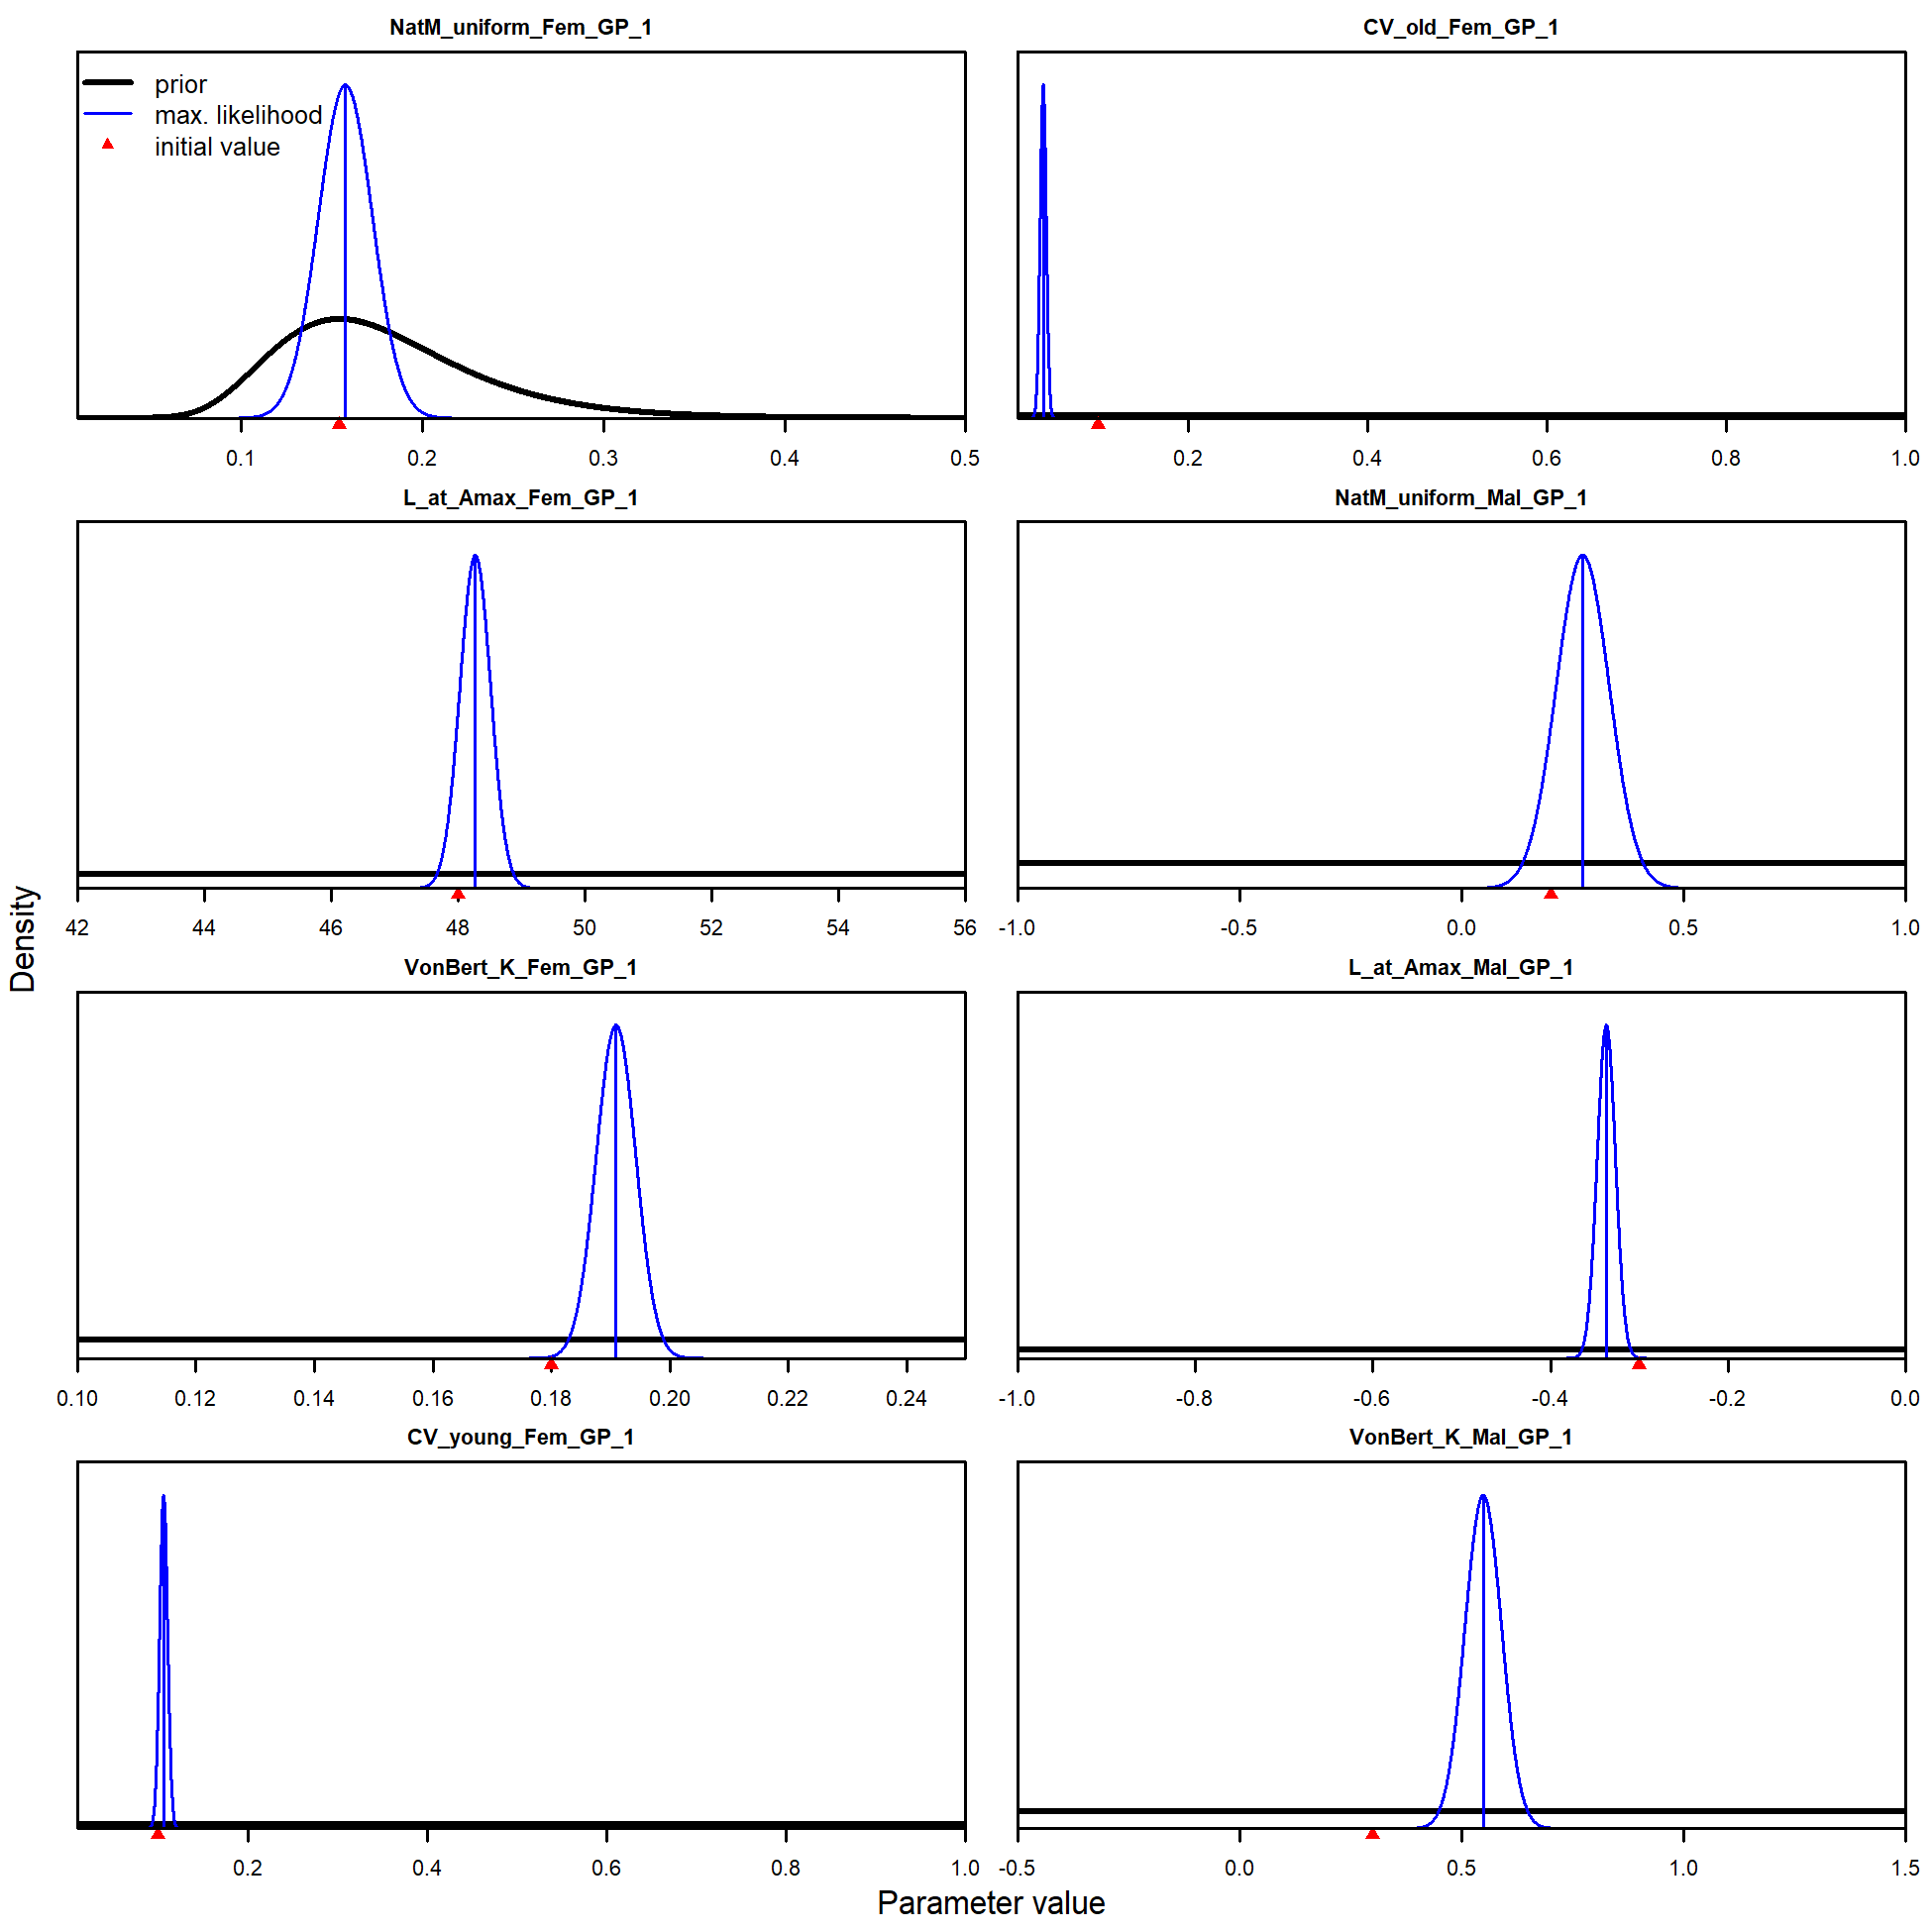 NatM_uniform_Fem_GP_1
prior
max. likelihood
initial value
0.1 0.2 0.3 0.4 0.5
CV_old_Fem_GP_1
0.2 0.4 0.6 0.8 1.0
L_at_Amax_Fem_GP_1
42 44 46 48 50 52 54 56
NatM_uniform_Mal_GP_1
-1.0 -0.5 0.0 0.5 1.0
VonBert_K_Fem_GP_1
0.10 0.12 0.14 0.16 0.18 0.20 0.22 0.24
L_at_Amax_Mal_GP_1
-1.0 -0.8 -0.6 -0.4 -0.2 0.0
CV_young_Fem_GP_1
0.2 0.4 0.6 0.8 1.0
VonBert_K_Mal_GP_1
-0.5 0.0 0.5 1.0 1.5
Density
Parameter value